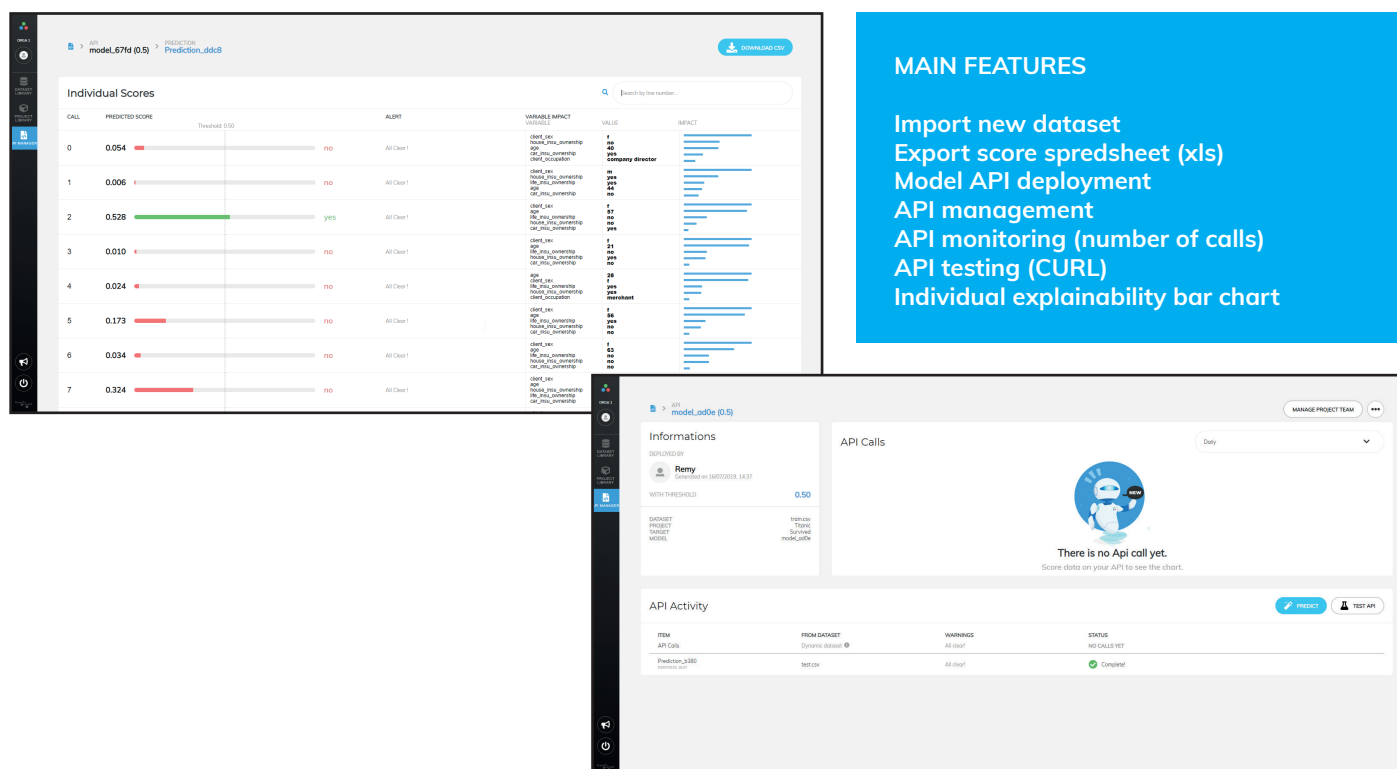 ORGA 1
DATASET LIBRARY
PROJECT LIBRARY
API MANAGER
API
model_67fd (0.5) > PREDICTION
Prediction_ddc8
DOWNLOAD CSV
Individual Scores
Search by line number...
CALL PREDICTED SCORE ALERT VARIABLE IMPACT
Threshold: 0.50 VARIABLE VALUE IMPACT
0 0.054 no All Clear !
client_sex f
house_insu_ownership no
age 40
car_insu_ownership yes
client_occupation company director
1 0.006 no All Clear !
client_sex m
house_insu_ownership yes
life_insu_ownership yes
age 44
car_insu_ownership no
2 0.528 yes All Clear !
client_sex f
age 57
life_insu_ownership no
house_insu_ownership no
car_insu_ownership yes
3 0.010 no All Clear !
client_sex f
age 21
life_insu_ownership no
house_insu_ownership yes
car_insu_ownership no
4 0.024 no All Clear !
age 28
client_sex f
life_insu_ownership yes
house_insu_ownership yes
client_occupation merchant
5 0.173 no All Clear !
client_sex f
age 56
life_insu_ownership yes
house_insu_ownership no
car_insu_ownership no
6 0.034 no All Clear !
client_sex f
age 63
life_insu_ownership no
house_insu_ownership no
car_insu_ownership no
7 0.324 no All Clear !
client_sex
age
house_insu_ownership
life_insu_ownership
car_insu_ownership
MAIN FEATURES
Import new dataset
Export score spredsheet (xls)
Model API deployment
API management
API monitoring (number of calls)
API testing (CURL)
Individual explainability bar chart
ORGA 1
DATASET LIBRARY
PROJECT LIBRARY
PI MANAGER
API
model_ad0e (0.5)
MANAGE PROJECT TEAM
Informations
DEPLOYED BY
Remy
Generated on 16/07/2019, 14:37
WITH THRESHOLD 0.50
DATASET train.csv
PROJECT Titanic
TARGET Survived
MODEL model_ad0e
API Calls
Daily
NEW
There is no Api call yet.
Score data on your API to see the chart.
API Activity
PREDICT
TEST API
ITEM FROM DATASET WARNINGS STATUS
API Calls Dynamic dataset All clear! NO CALLS YET
Prediction_b380 test.csv All clear! Complete!